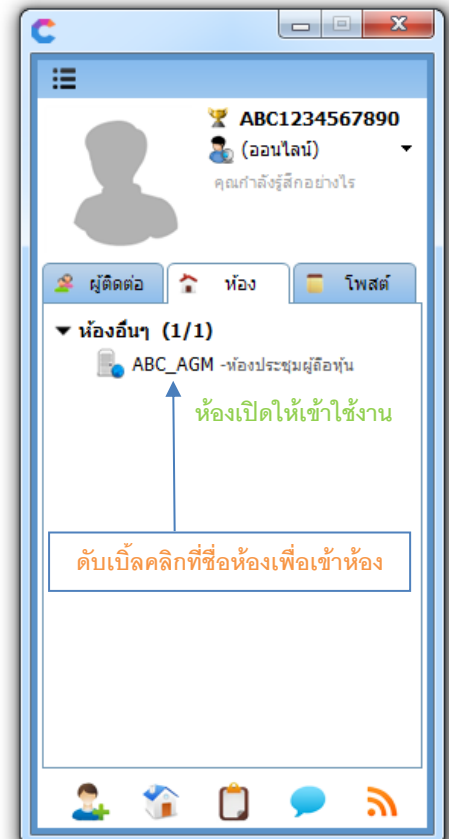 ABC1234567890
(ออนไลน์)
คุณกำลังรู้สึกอย่างไร
ผู้ติดต่อ ห้อง โพสต์
ห้องอื่นๆ (1/1)
ABC_AGM -ห้องประชุมผู้ถือหุ้น
ห้องเปิดให้เข้าใช้งาน
ดับเบิ้ลคลิกที่ชื่อห้องเพื่อเข้าห้อง